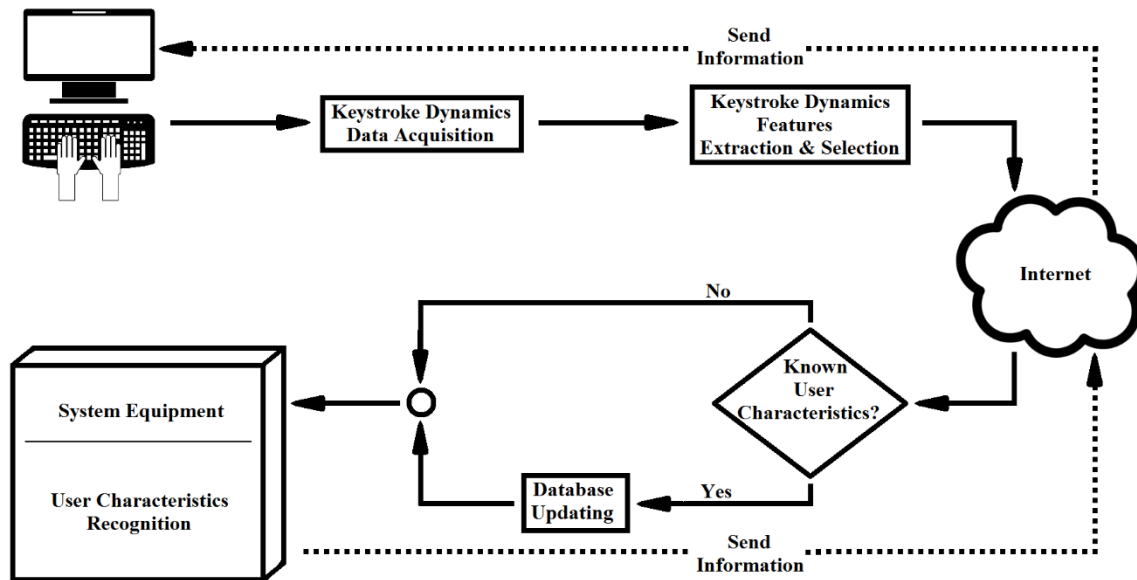 Send
Information
Keystroke Dynamics
Data Acquisition
Keystroke Dynamics
Features
Extraction & Selection
Internet
No
Known
User
Characteristics?
System Equipment
User Characteristics
Recognition
Database
Updating
Yes
Send
Information